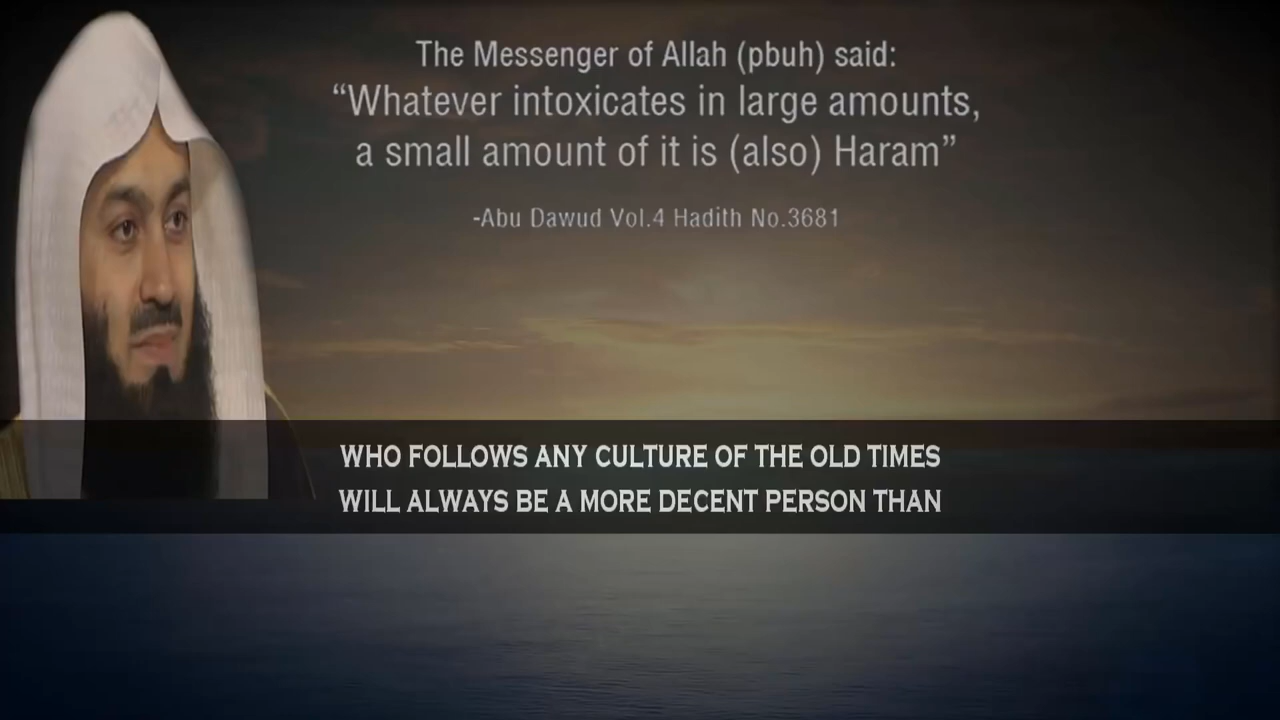 The Messenger of Allah (pbuh) said:
“Whatever intoxicates in large amounts,
a small amount of it is (also) Haram”
-Abu Dawud Vol.4 Hadith No.3681
WHO FOLLOWS ANY CULTURE OF THE OLD TIMES
WILL ALWAYS BE A MORE DECENT PERSON THAN